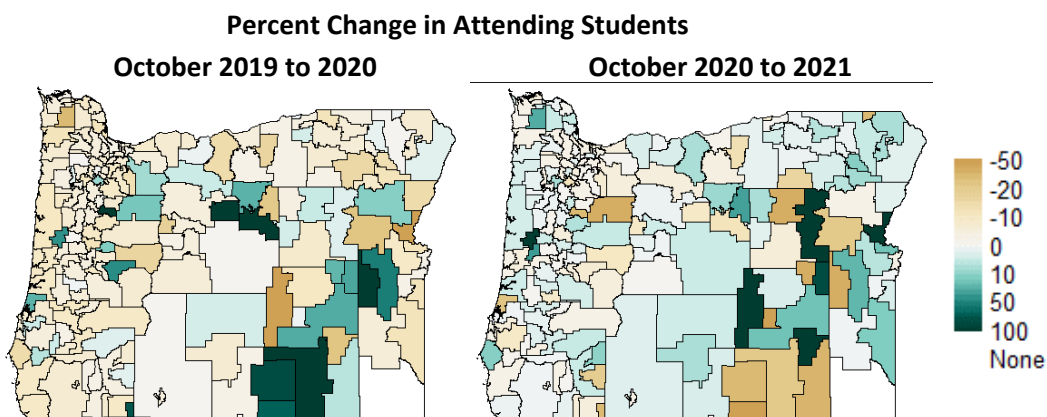 Percent Change in Attending Students
October 2019 to 2020
October 2020 to 2021
-50
-20
-10
0
10
50
100
None